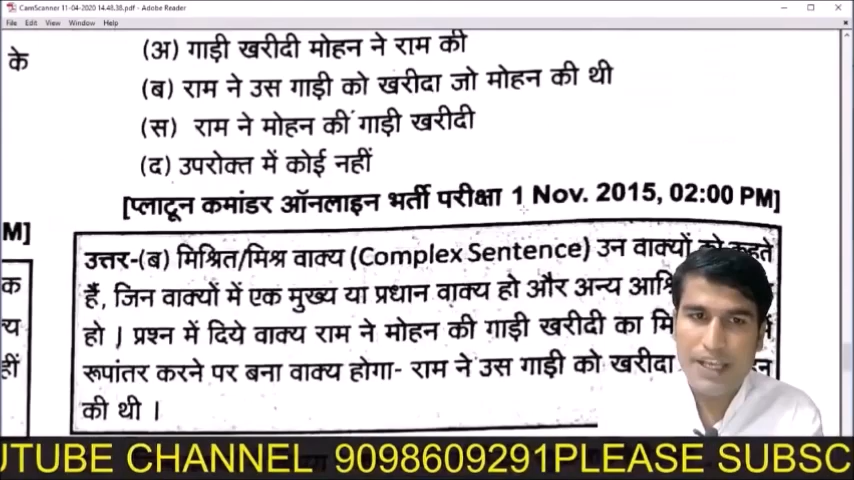 CamScanner 11-04-2020 14.48.38.pdf - Adobe Reader
File Edit View Window Help
के
(अ) गाड़ी खरीदी मोहन ने राम की
(ब) राम ने उस गाड़ी को खरीदा जो मोहन की थी
(स) राम ने मोहन की गाड़ी खरीदी
(द) उपरोक्त में कोई नहीं
[प्लाटून कमांडर ऑनलाइन भर्ती परीक्षा 1 Nov. 2015, 02:00 PM]
M]
उत्तर-(ब) मिश्रित/मिश्र वाक्य (Complex Sentence) उन वाक्यों को कहते
क
हैं, जिन वाक्यों में एक मुख्य या प्रधान वाक्य हो और अन्य
क्य
हो । प्रश्न में दिये वाक्य राम ने मोहन की गाड़ी खरीदी का
हीं
रूपांतर करने पर बना वाक्य होगा- राम ने उस गाड़ी को खरीदा
की थी ।
UTUBE CHANNEL 9098609291PLEASE SUBSC